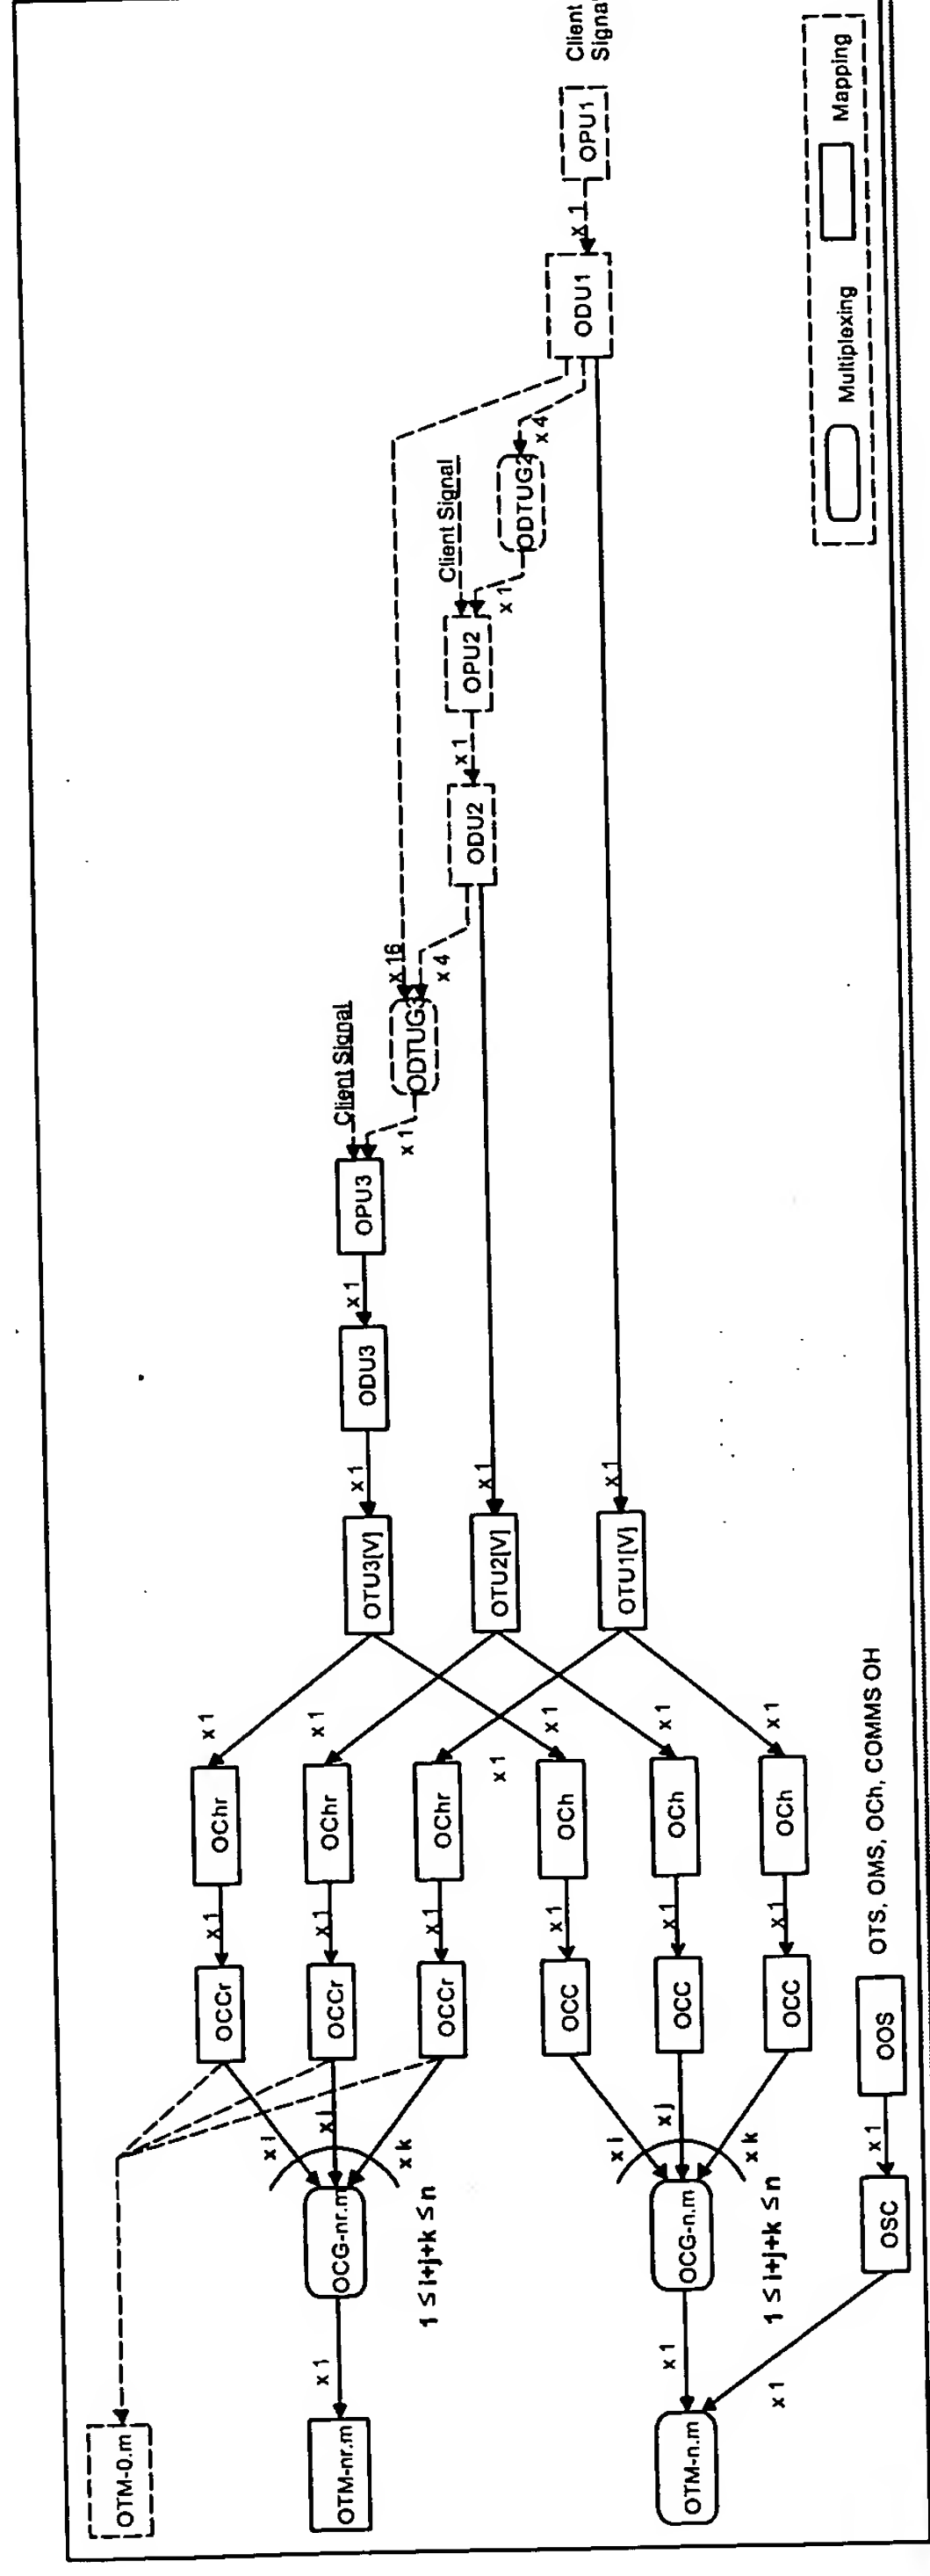 OTM-0.m
OTM-nr.m
x 1
OCG-nr.m
1 ≤ i+j+k ≤ n
x i
x j
x k
OCCr
x 1
OChr
x 1
OCCr
x 1
OChr
x 1
OCCr
x 1
OChr
x 1
OTM-n.m
x 1
x 1
OCG-n.m
1 ≤ i+j+k ≤ n
x i
x j
x k
OCC
x 1
OCh
x 1
OCC
x 1
OCh
x 1
OCC
x 1
OCh
x 1
OSC
x 1
OOS
OTS, OMS, OCh, COMMS OH
OTU3[V]
x 1
ODU3
x 1
OPU3
Client Signal
x 1
ODTUG3
x 16
x 4
OTU2[V]
x 1
ODU2
x 1
OPU2
Client Signal
x 1
ODTUG2
x 4
OTU1[V]
x 1
ODU1
x 1
OPU1
Client
Signa
Multiplexing
Mapping